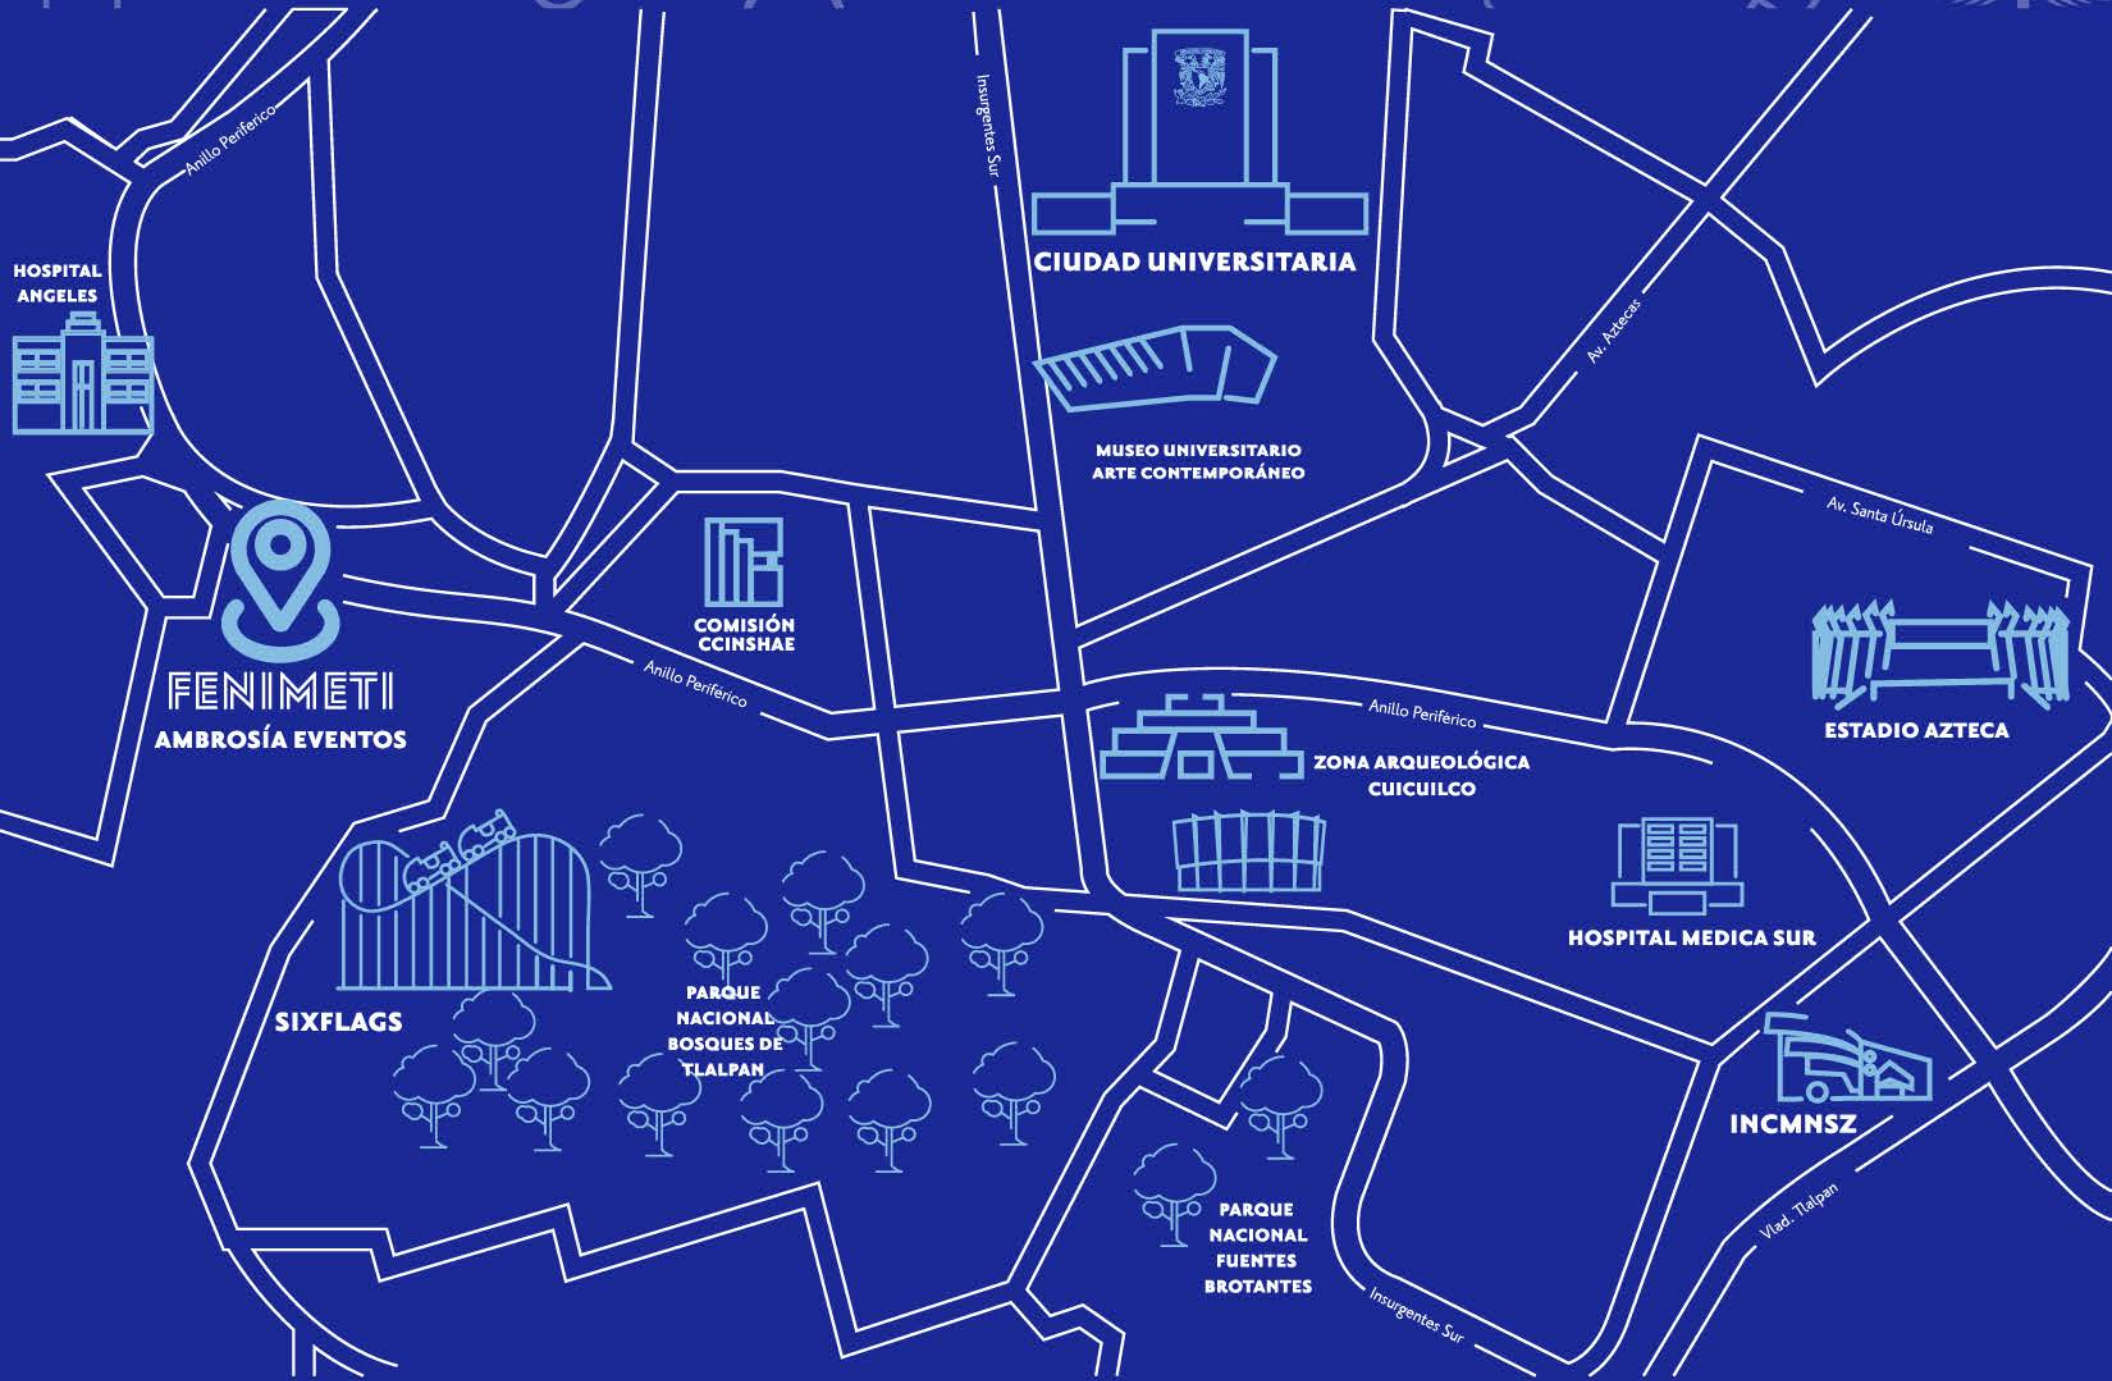 Anillo Periferico
Insurgentes Sur
CIUDAD UNIVERSITARIA
HOSPITAL
ANGELES
Av. Aztecas
MUSEO UNIVERSITARIO
ARTE CONTEMPORÁNEO
Av. Santa Úrsula
COMISIÓN
CCINSHAE
Anillo Periférico
FENIMETI
AMBROSÍA EVENTOS
Anillo Periférico
ESTADIO AZTECA
ZONA ARQUEOLÓGICA
CUICUILCO
HOSPITAL MEDICA SUR
SIXFLAGS
PARQUE
NACIONAL
BOSQUES DE
TLALPAN
INCMNSZ
Vlad. Tlalpan
PARQUE
NACIONAL
FUENTES
BROTANTES
Insurgentes Sur